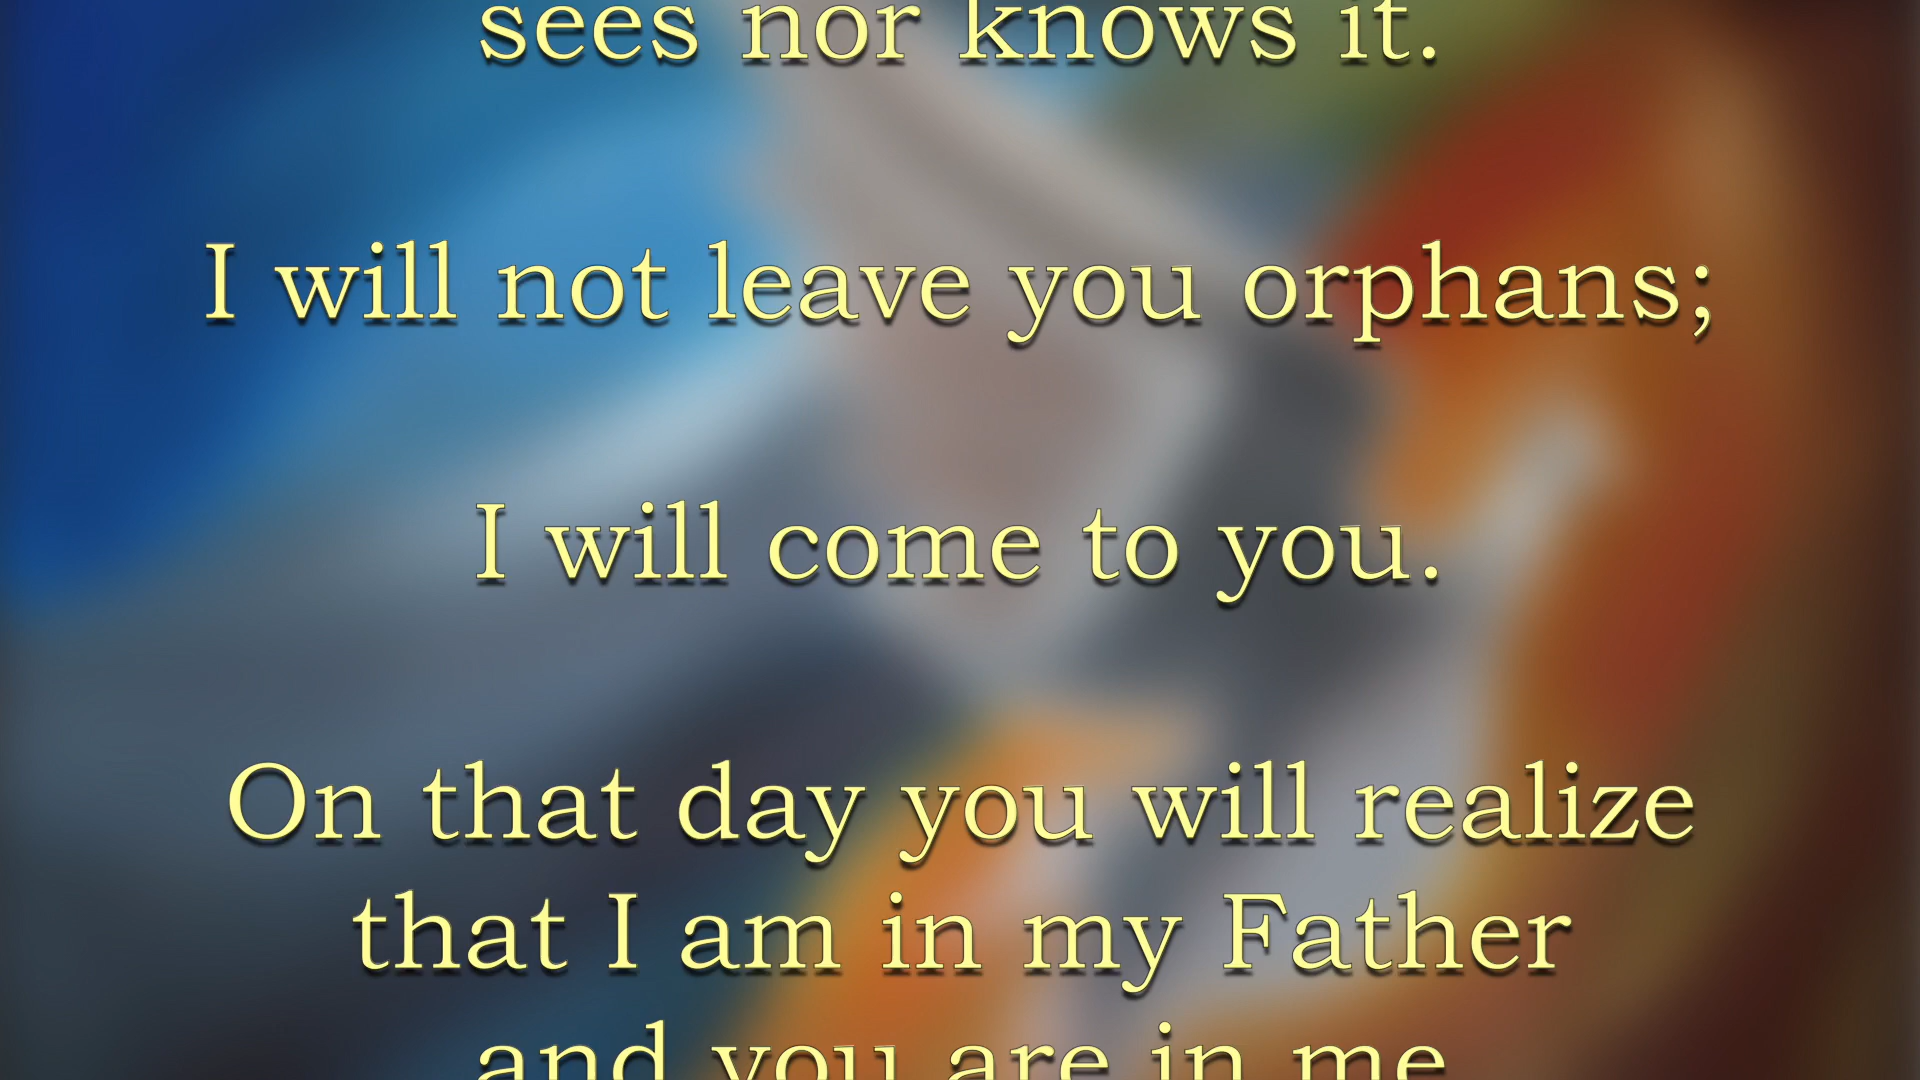 sees nor knows it.
I will not leave you orphans;
I will come to you.
On that day you will realize
that I am in my Father
and you are in me